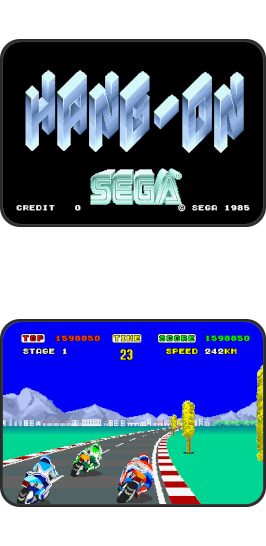 HANG-ON
SEGA
CREDIT 0 © SEGA 1985
TOP 1598850 TIME SCORE 1598850
STAGE 1 23 SPEED 242KM